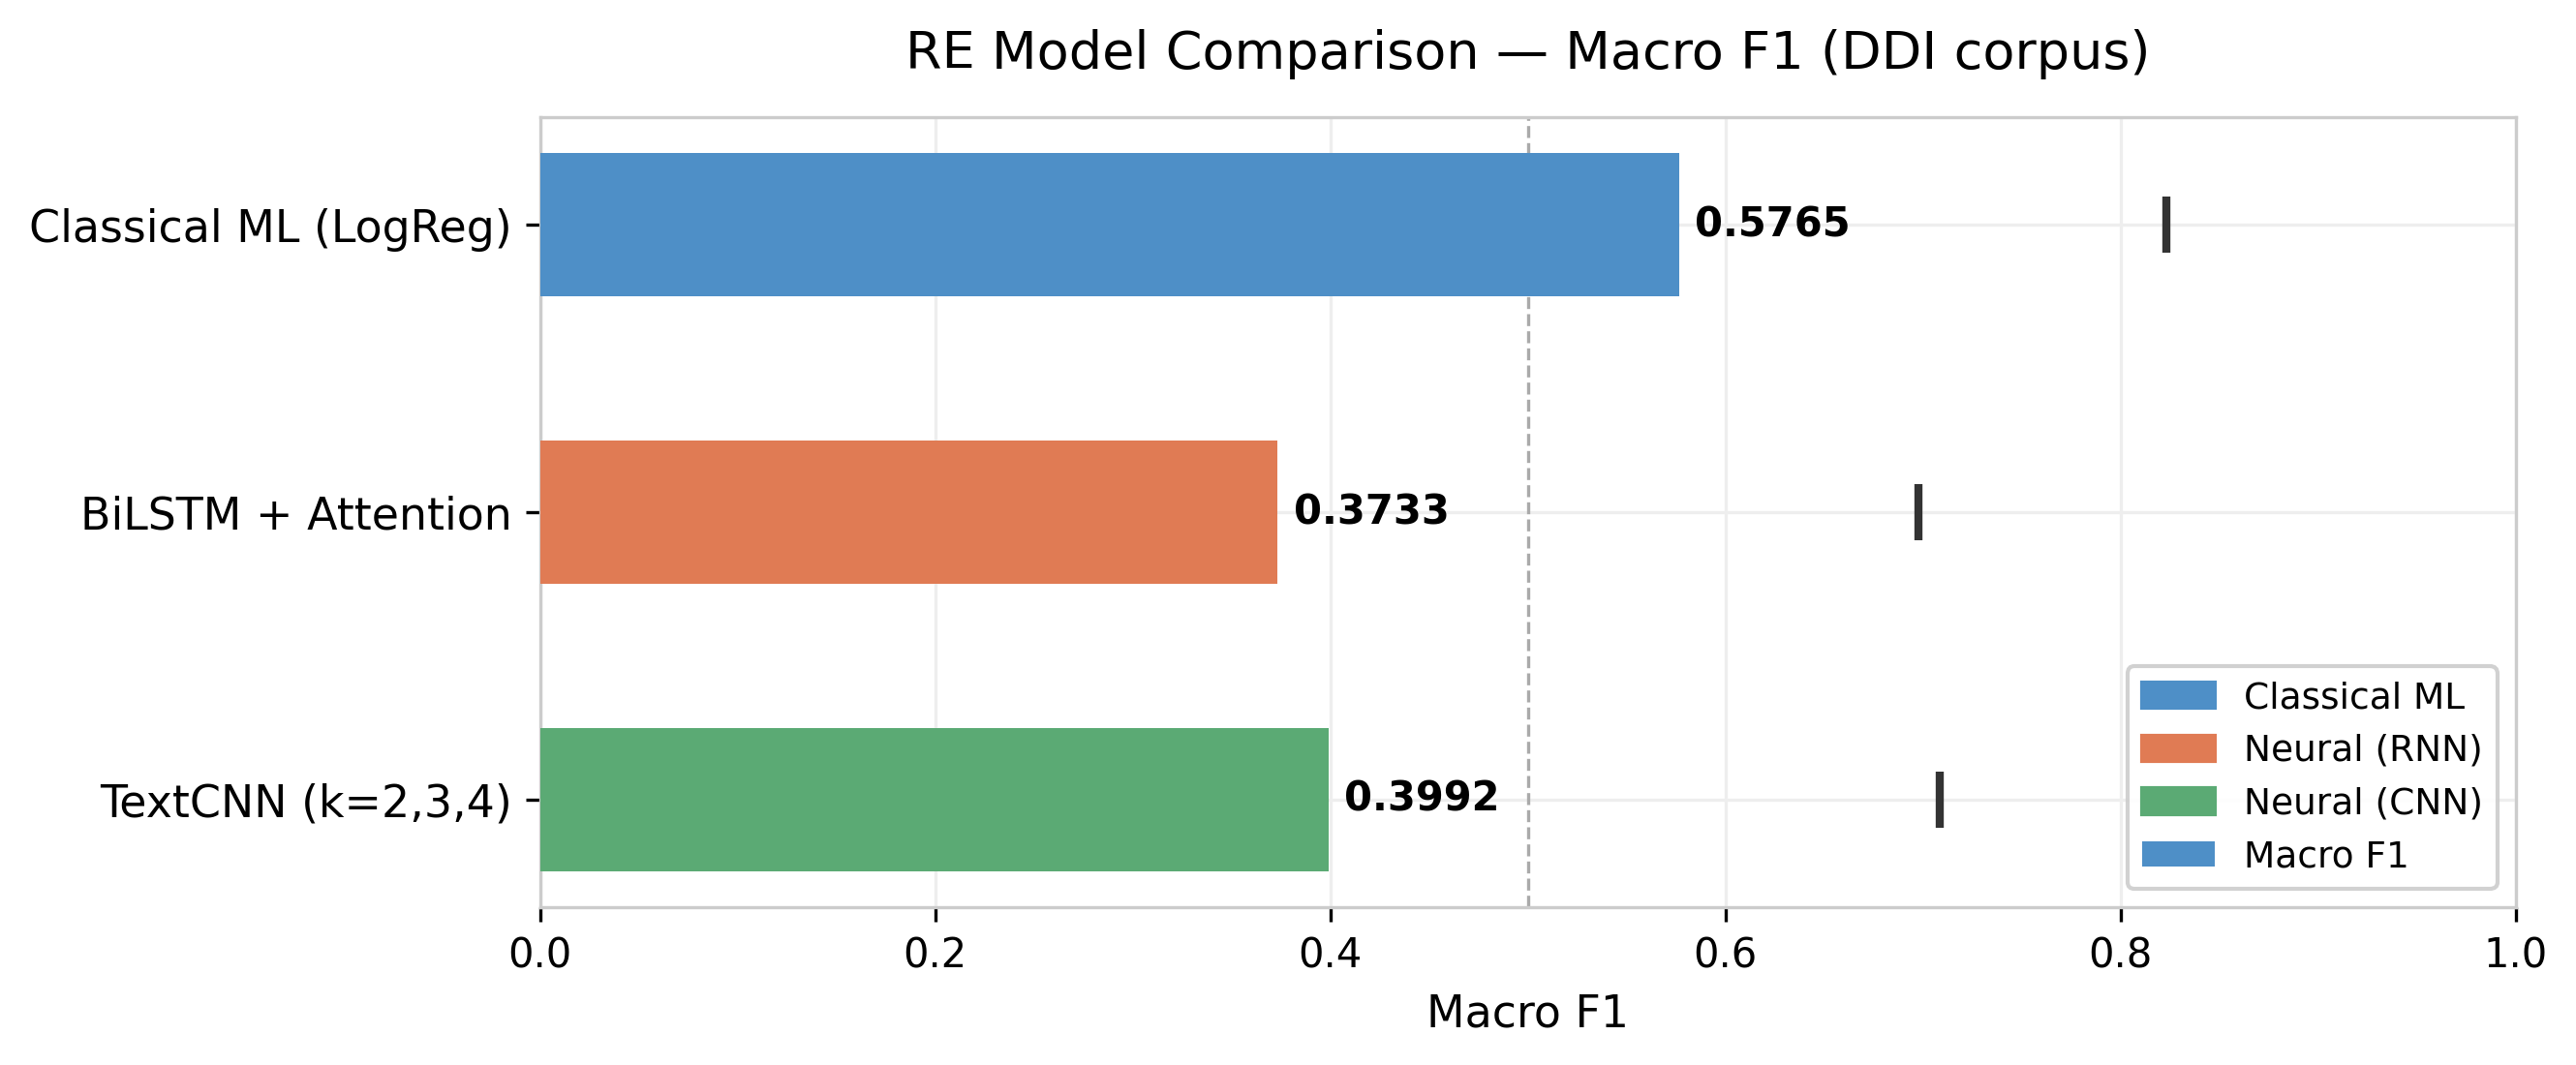 RE Model Comparison — Macro F1 (DDI corpus)
Classical ML (LogReg)
0.5765
BiLSTM + Attention
0.3733
TextCNN (k=2,3,4)
0.3992
Classical ML
Neural (RNN)
Neural (CNN)
Macro F1
0.0 0.2 0.4 0.6 0.8 1.0
Macro F1